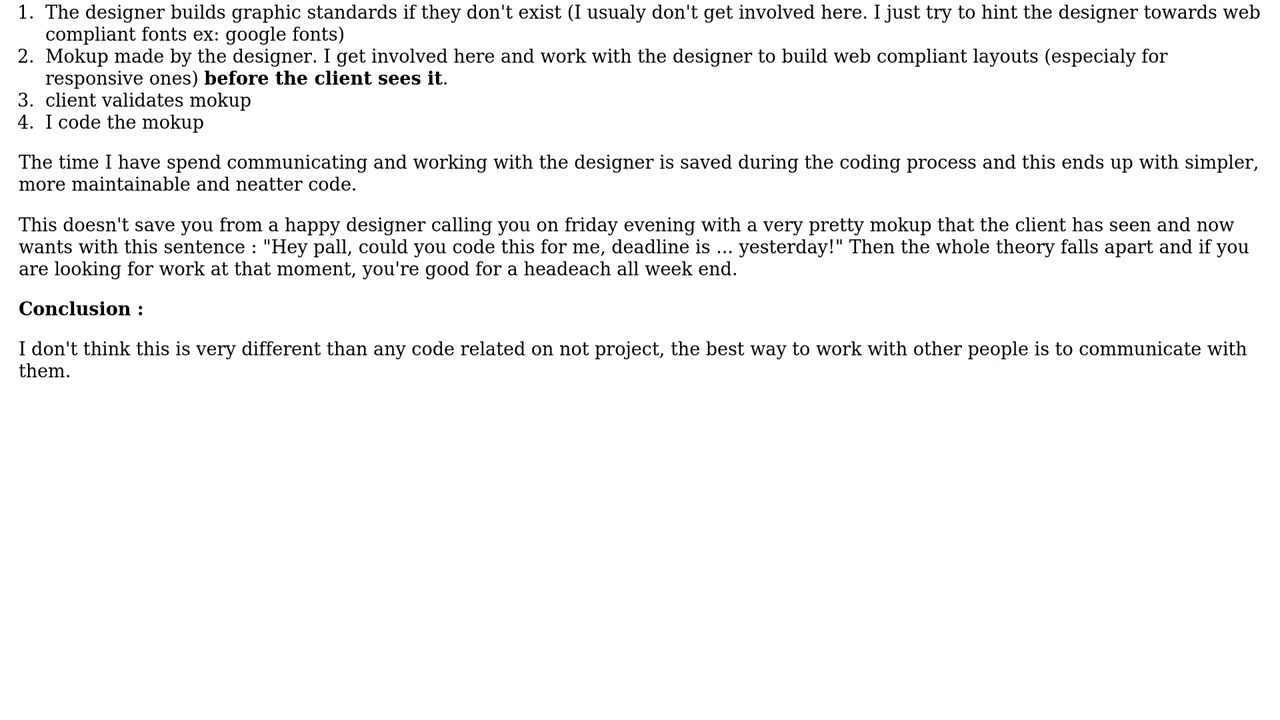 1. The designer builds graphic standards if they don't exist (I usualy don't get involved here. I just try to hint the designer towards web
compliant fonts ex: google fonts)
2. Mokup made by the designer. I get involved here and work with the designer to build web compliant layouts (especialy for
responsive ones) before the client sees it.
3. client validates mokup
4. I code the mokup
The time I have spend communicating and working with the designer is saved during the coding process and this ends up with simpler,
more maintainable and neatter code.
This doesn't save you from a happy designer calling you on friday evening with a very pretty mokup that the client has seen and now
wants with this sentence : "Hey pall, could you code this for me, deadline is ... yesterday!" Then the whole theory falls apart and if you
are looking for work at that moment, you're good for a headeach all week end.
Conclusion :
I don't think this is very different than any code related on not project, the best way to work with other people is to communicate with
them.